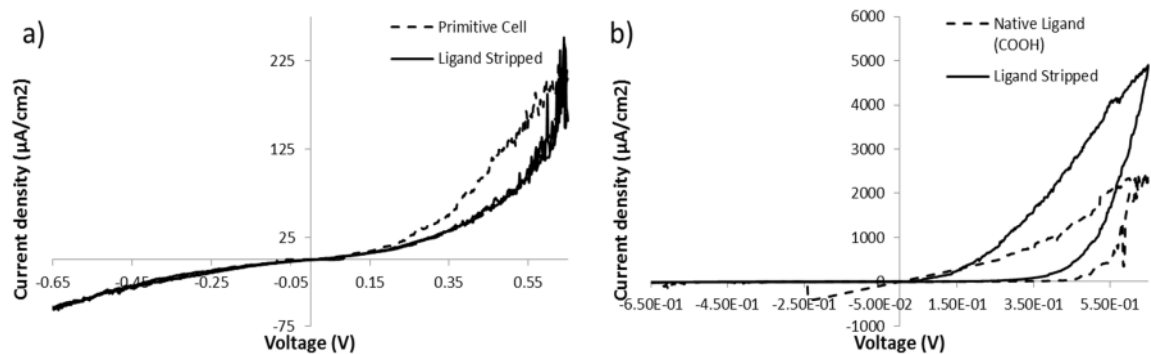 a)
Primitive Cell
Ligand Stripped
Current density (µA/cm2)
225
125
25
-75
-0.65
-0.45
-0.25
-0.05
0.15
0.35
0.55
Voltage (V)
b)
Native Ligand
(COOH)
Ligand Stripped
Current density (µA/cm2)
6000
5000
4000
3000
2000
1000
0
-1000
-6.50E-01
-4.50E-01
-2.50E-01
-5.00E-02
1.50E-01
3.50E-01
5.50E-01
Voltage (V)